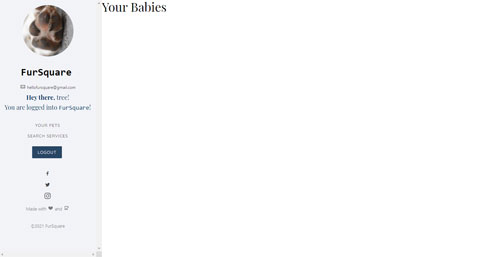 Your Babies
FurSquare
hellofursquare@gmail.com
Hey there, tree!
You are logged into FurSquare!
YOUR PETS
SEARCH SERVICES
LOGOUT
Made with and
©2021 FurSquare